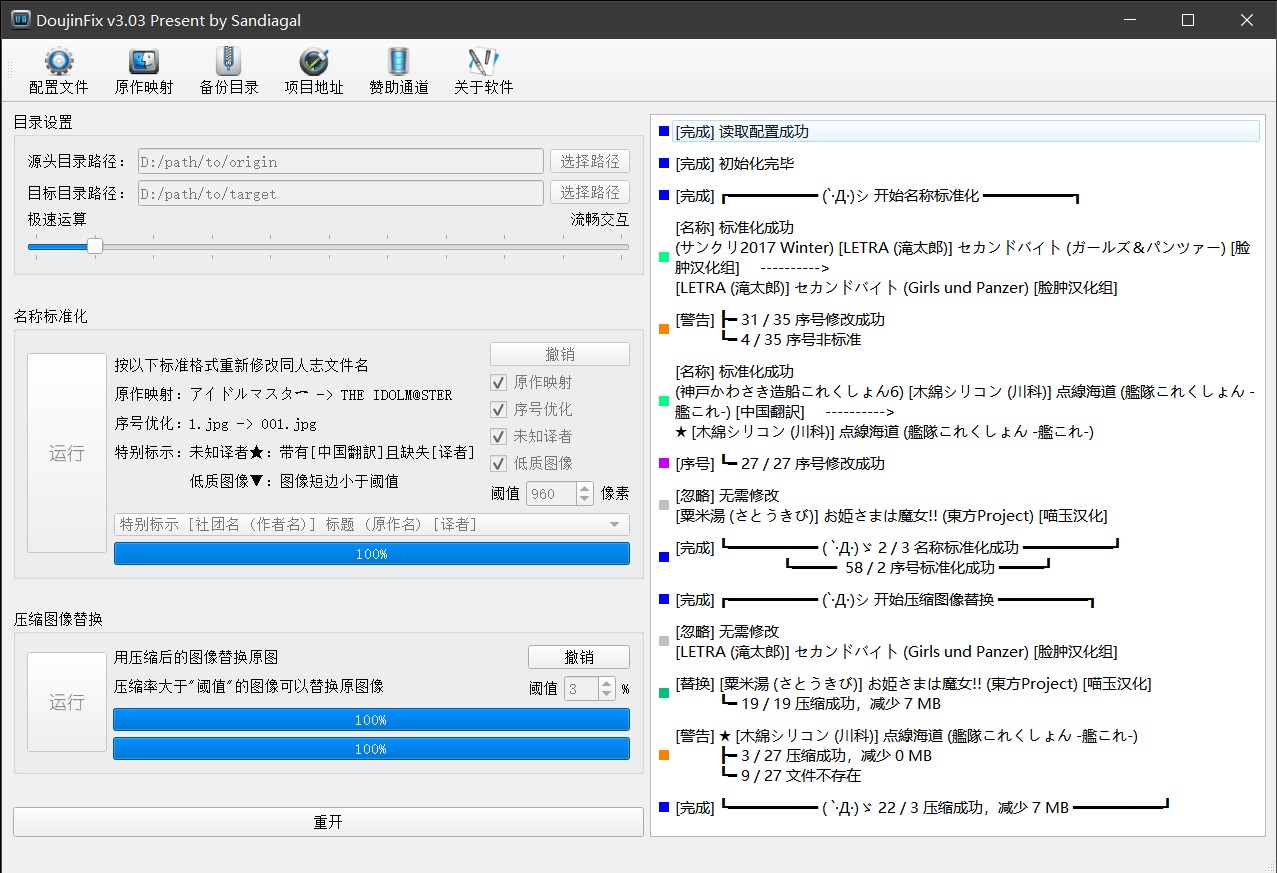 DoujinFix v3.03 Present by Sandiagal
配置文件 原作映射 备份目录 项目地址 赞助通道 关于软件
目录设置
源头目录路径： D:/path/to/origin 选择路径
目标目录路径： D:/path/to/target 选择路径
极速运算 流畅交互
名称标准化
运行
按以下标准格式重新修改同人志文件名
原作映射：アイドルマスター -> THE IDOLM@STER
序号优化：1.jpg -> 001.jpg
特别标示：未知译者★：带有[中国翻訳]且缺失[译者]
低质图像▼：图像短边小于阈值
撤销
原作映射
序号优化
未知译者
低质图像
阈值 960 像素
特别标示 [社团名 (作者名)] 标题 (原作名) [译者]
100%
压缩图像替换
运行
用压缩后的图像替换原图
压缩率大于"阈值"的图像可以替换原图像
撤销
阈值 3 %
100%
100%
重开
[完成] 读取配置成功
[完成] 初始化完毕
[完成] ┏━━━━━━━ (`·Д·)シ 开始名称标准化 ━━━━━━━┓
[名称] 标准化成功
(サンクリ2017 Winter) [LETRA (滝太郎)] セカンドバイト (ガールズ＆パンツァー) [脸
肿汉化组] ---------->
[LETRA (滝太郎)] セカンドバイト (Girls und Panzer) [脸肿汉化组]
[警告] ┣━ 31 / 35 序号修改成功
┗━ 4 / 35 序号非标准
[名称] 标准化成功
(神戸かわさき造船これくしょん6) [木綿シリコン (川科)] 点線海道 (艦隊これくしょん -
艦これ-) [中国翻訳] ---------->
★ [木綿シリコン (川科)] 点線海道 (艦隊これくしょん -艦これ-)
[序号] ┗━ 27 / 27 序号修改成功
[忽略] 无需修改
[粟米湯 (さとうきび)] お姫さまは魔女!! (東方Project) [喵玉汉化]
[完成] ┗━━━━━━━ ( `·Д·)ゞ 2 / 3 名称标准化成功 ━━━━━━━┛
┗━━━━ 58 / 2 序号标准化成功 ━━━━┛
[完成] ┏━━━━━━━ (`·Д·)シ 开始压缩图像替换 ━━━━━━━┓
[忽略] 无需修改
[LETRA (滝太郎)] セカンドバイト (Girls und Panzer) [脸肿汉化组]
[替换] [粟米湯 (さとうきび)] お姫さまは魔女!! (東方Project) [喵玉汉化]
┗━ 19 / 19 压缩成功，减少 7 MB
[警告] ★ [木綿シリコン (川科)] 点線海道 (艦隊これくしょん -艦これ-)
┣━ 3 / 27 压缩成功，减少 0 MB
┗━ 9 / 27 文件不存在
[完成] ┗━━━━━━━ ( `·Д·)ゞ 22 / 3 压缩成功，减少 7 MB ━━━━━━━┛